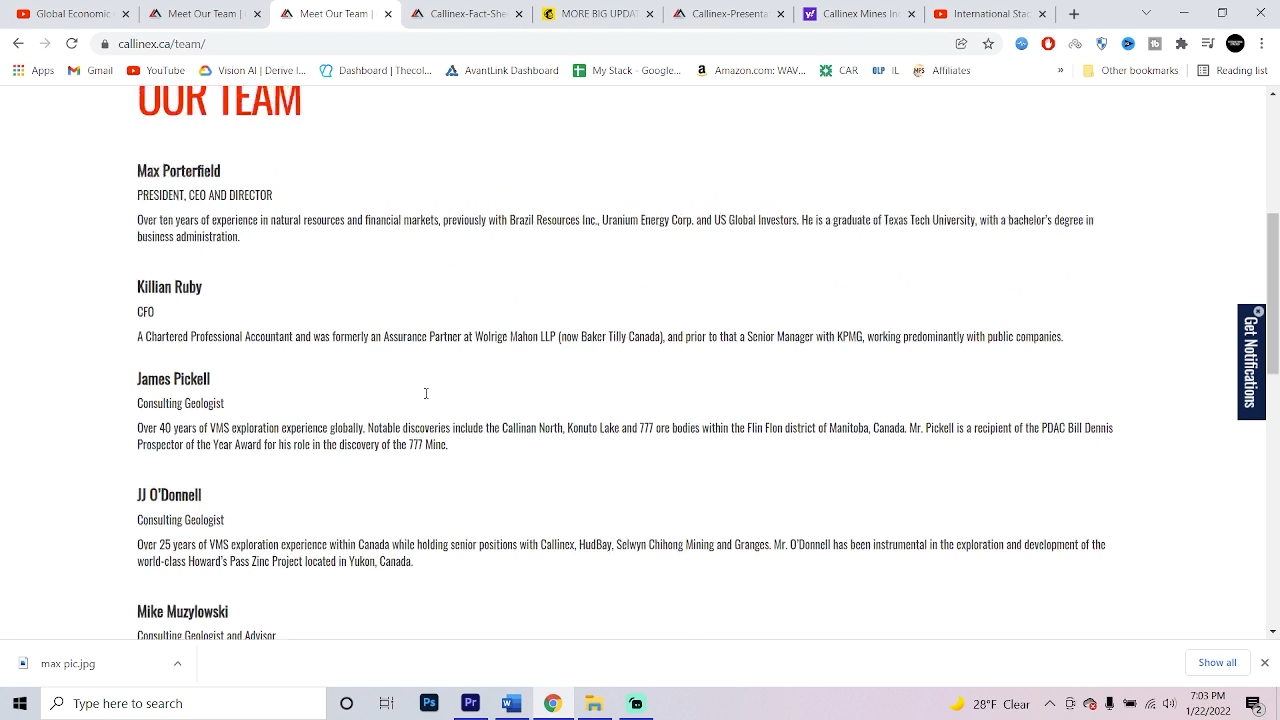 Global Economic
Your Team
Meet Our Team
Callinex-Fact-She
MORE BIG UPDAT
Callinex-Presenta
Callinex Mines In
International Stac
callinex.ca/team/
Apps
Gmail
YouTube
Vision AI | Derive I...
Dashboard | Thecol...
AvantLink Dashboard
My Stack - Google...
Amazon.com: WAV...
CAR
OLP IL
Affiliates
»
Other bookmarks
Reading list
OUR TEAM
Max Porterfield
PRESIDENT, CEO AND DIRECTOR
Over ten years of experience in natural resources and financial markets, previously with Brazil Resources Inc., Uranium Energy Corp. and US Global Investors. He is a graduate of Texas Tech University, with a bachelor's degree in
business administration.
Killian Ruby
CFO
A Chartered Professional Accountant and was formerly an Assurance Partner at Wolrige Mahon LLP (now Baker Tilly Canada), and prior to that a Senior Manager with KPMG, working predominantly with public companies.
Get Notifications
James Pickell
Consulting Geologist
Over 40 years of VMS exploration experience globally. Notable discoveries include the Callinan North, Konuto Lake and 777 ore bodies within the Flin Flon district of Manitoba, Canada. Mr. Pickell is a recipient of the PDAC Bill Dennis
Prospector of the Year Award for his role in the discovery of the 777 Mine.
JJ O'Donnell
Consulting Geologist
Over 25 years of VMS exploration experience within Canada while holding senior positions with Callinex, HudBay, Selwyn Chihong Mining and Granges. Mr. O'Donnell has been instrumental in the exploration and development of the
world-class Howard's Pass Zinc Project located in Yukon, Canada.
Mike Muzylowski
Consulting Geologist and Advisor
max pic.jpg
Show all
Type here to search
28°F Clear
7:03 PM
1/22/2022
2